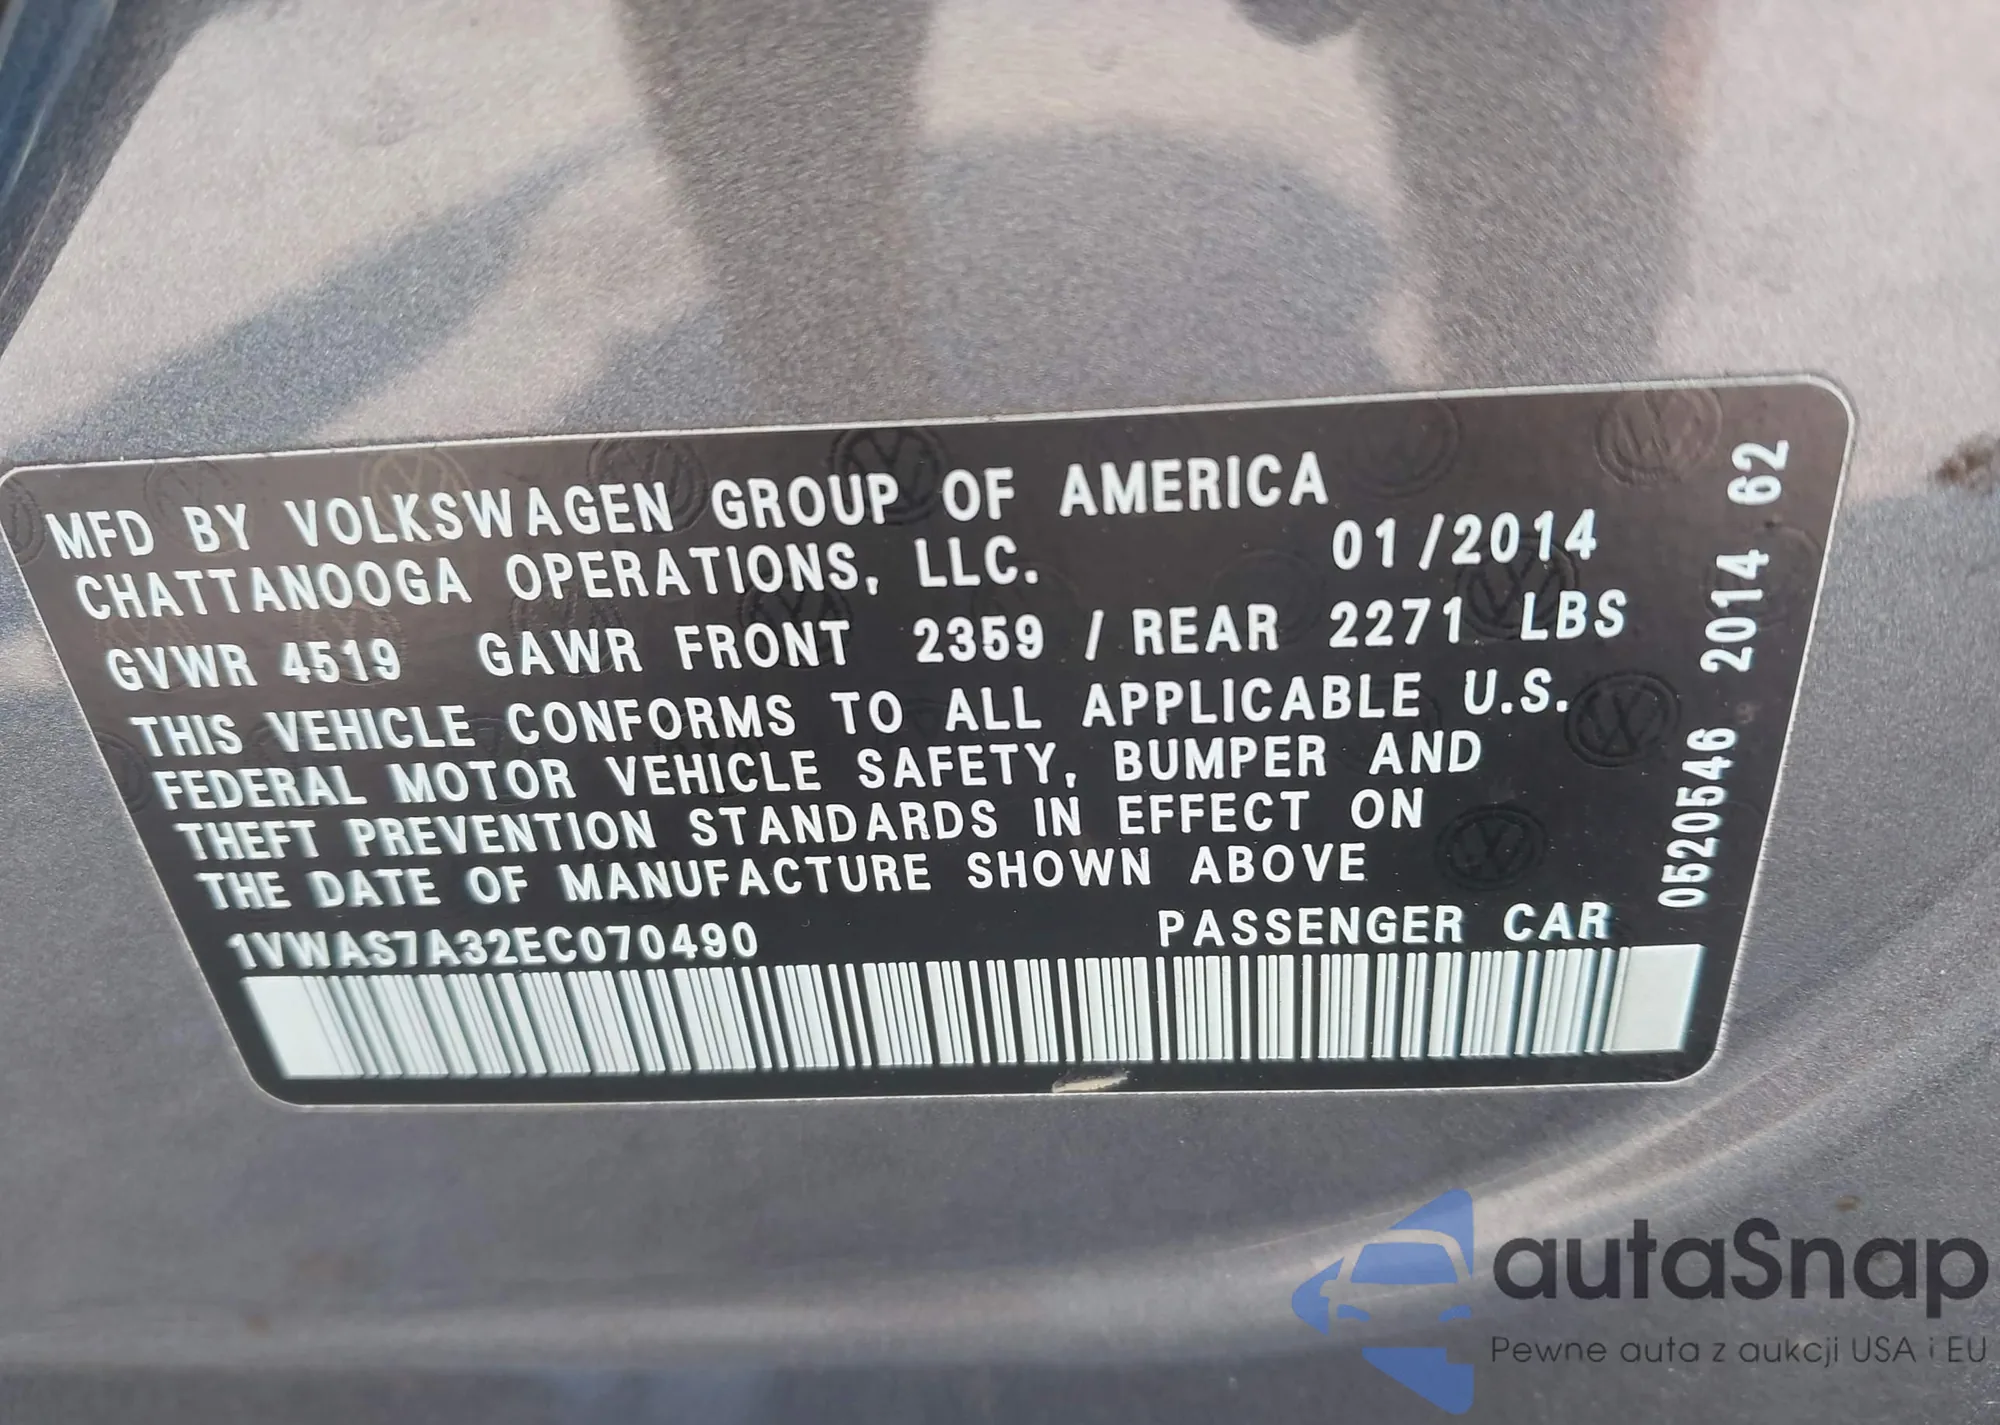 MFD BY VOLKSWAGEN GROUP OF AMERICA
CHATTANOOGA OPERATIONS, LLC. 01/2014
GVWR 4519 GAWR FRONT 2359 / REAR 2271 LBS
THIS VEHICLE CONFORMS TO ALL APPLICABLE U.S.
FEDERAL MOTOR VEHICLE SAFETY, BUMPER AND
THEFT PREVENTION STANDARDS IN EFFECT ON
THE DATE OF MANUFACTURE SHOWN ABOVE
1VWAS7A32EC070490 PASSENGER CAR
0520546 2014 62
autaSnap
Pewne auta z aukcji USA i EU